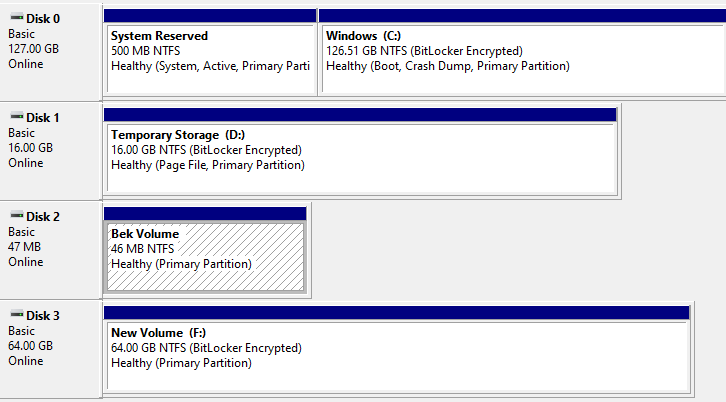 Disk 0
Basic
127.00 GB
Online
System Reserved
500 MB NTFS
Healthy (System, Active, Primary Parti
Windows (C:)
126.51 GB NTFS (BitLocker Encrypted)
Healthy (Boot, Crash Dump, Primary Partition)
Disk 1
Basic
16.00 GB
Online
Temporary Storage (D:)
16.00 GB NTFS (BitLocker Encrypted)
Healthy (Page File, Primary Partition)
Disk 2
Basic
47 MB
Online
Bek Volume
46 MB NTFS
Healthy (Primary Partition)
Disk 3
Basic
64.00 GB
Online
New Volume (F:)
64.00 GB NTFS (BitLocker Encrypted)
Healthy (Primary Partition)